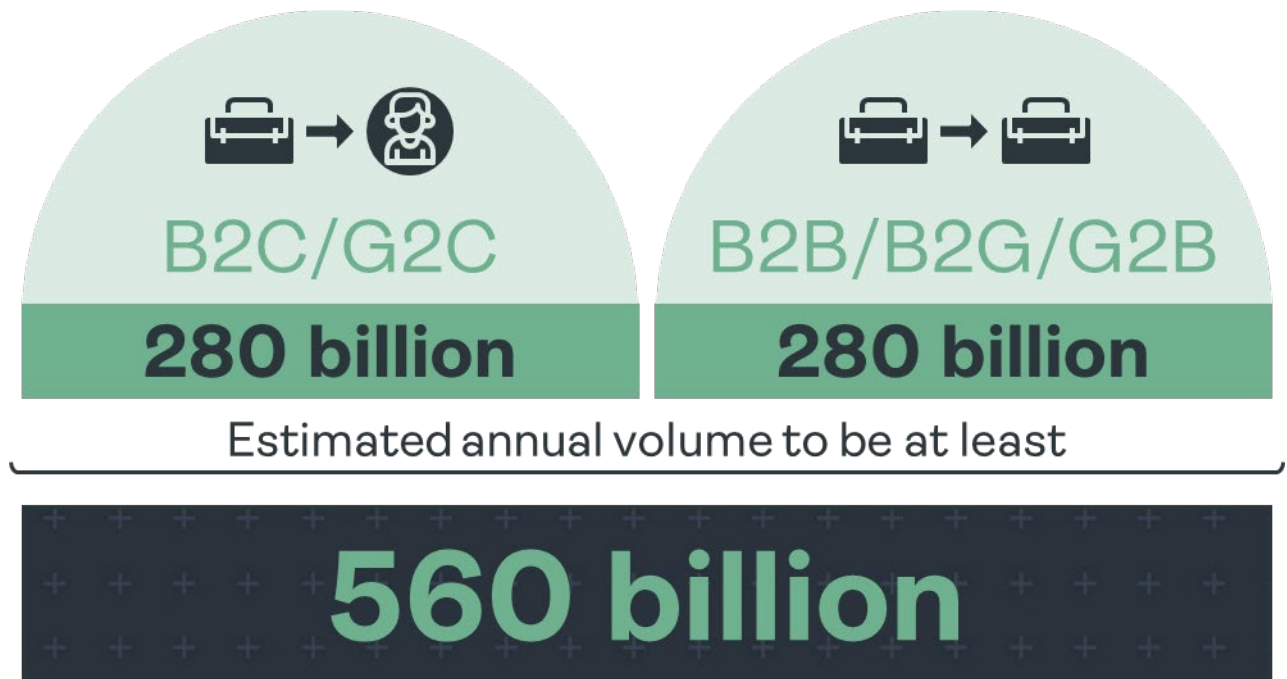 B2C/G2C
280 billion
B2B/B2G/G2B
280 billion
Estimated annual volume to be at least
560 billion